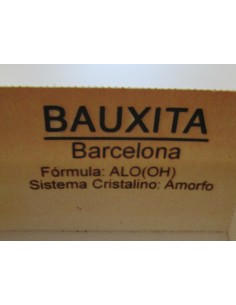 BAUXITA
Barcelona
Fórmula: ALO(OH)
Sistema Cristalino: Amorfo